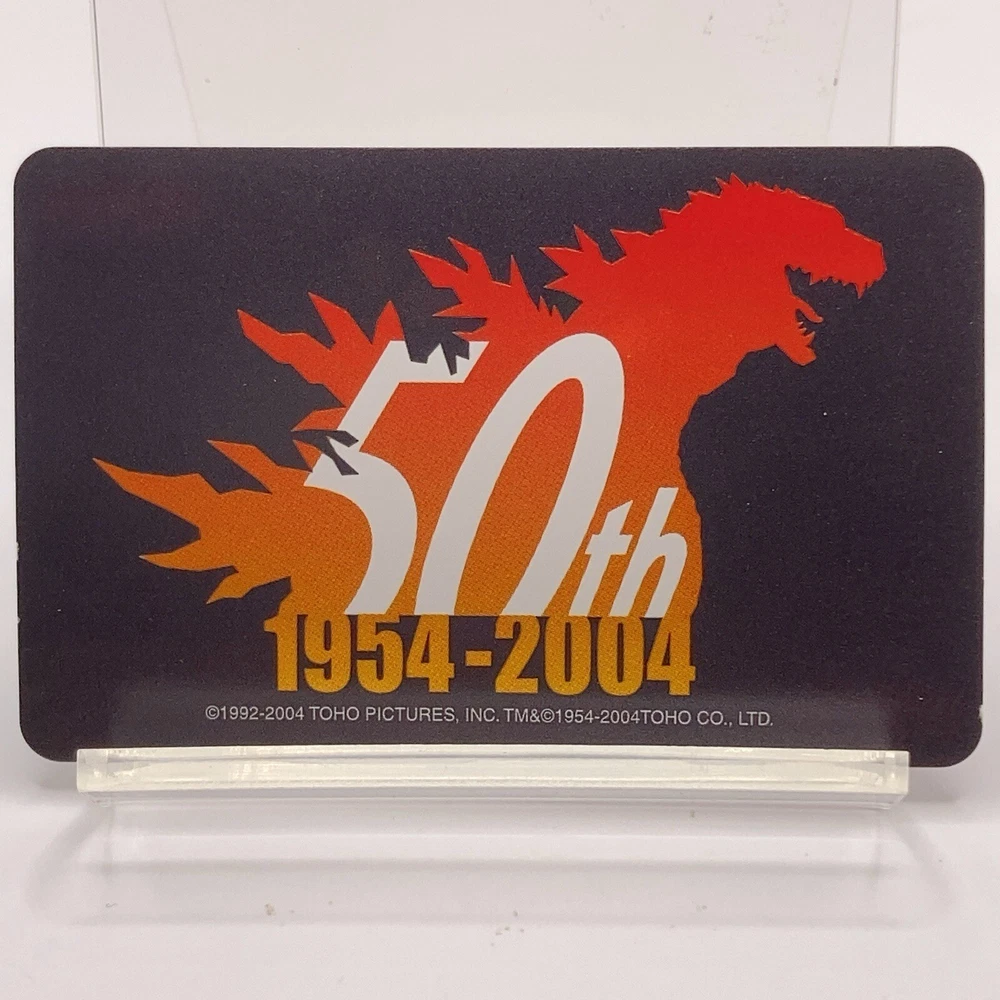 50th
1954-2004
©1992-2004 TOHO PICTURES, INC. TM&©1954-2004TOHO CO., LTD.